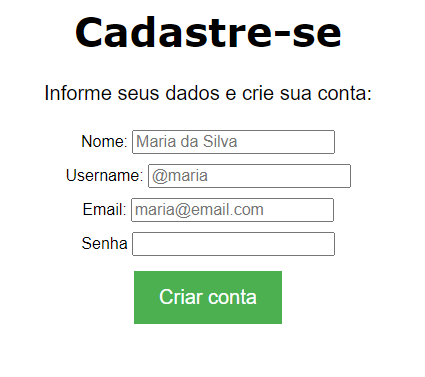 Cadastre-se
Informe seus dados e crie sua conta:
Nome: Maria da Silva
Username: @maria
Email: maria@email.com
Senha
Criar conta